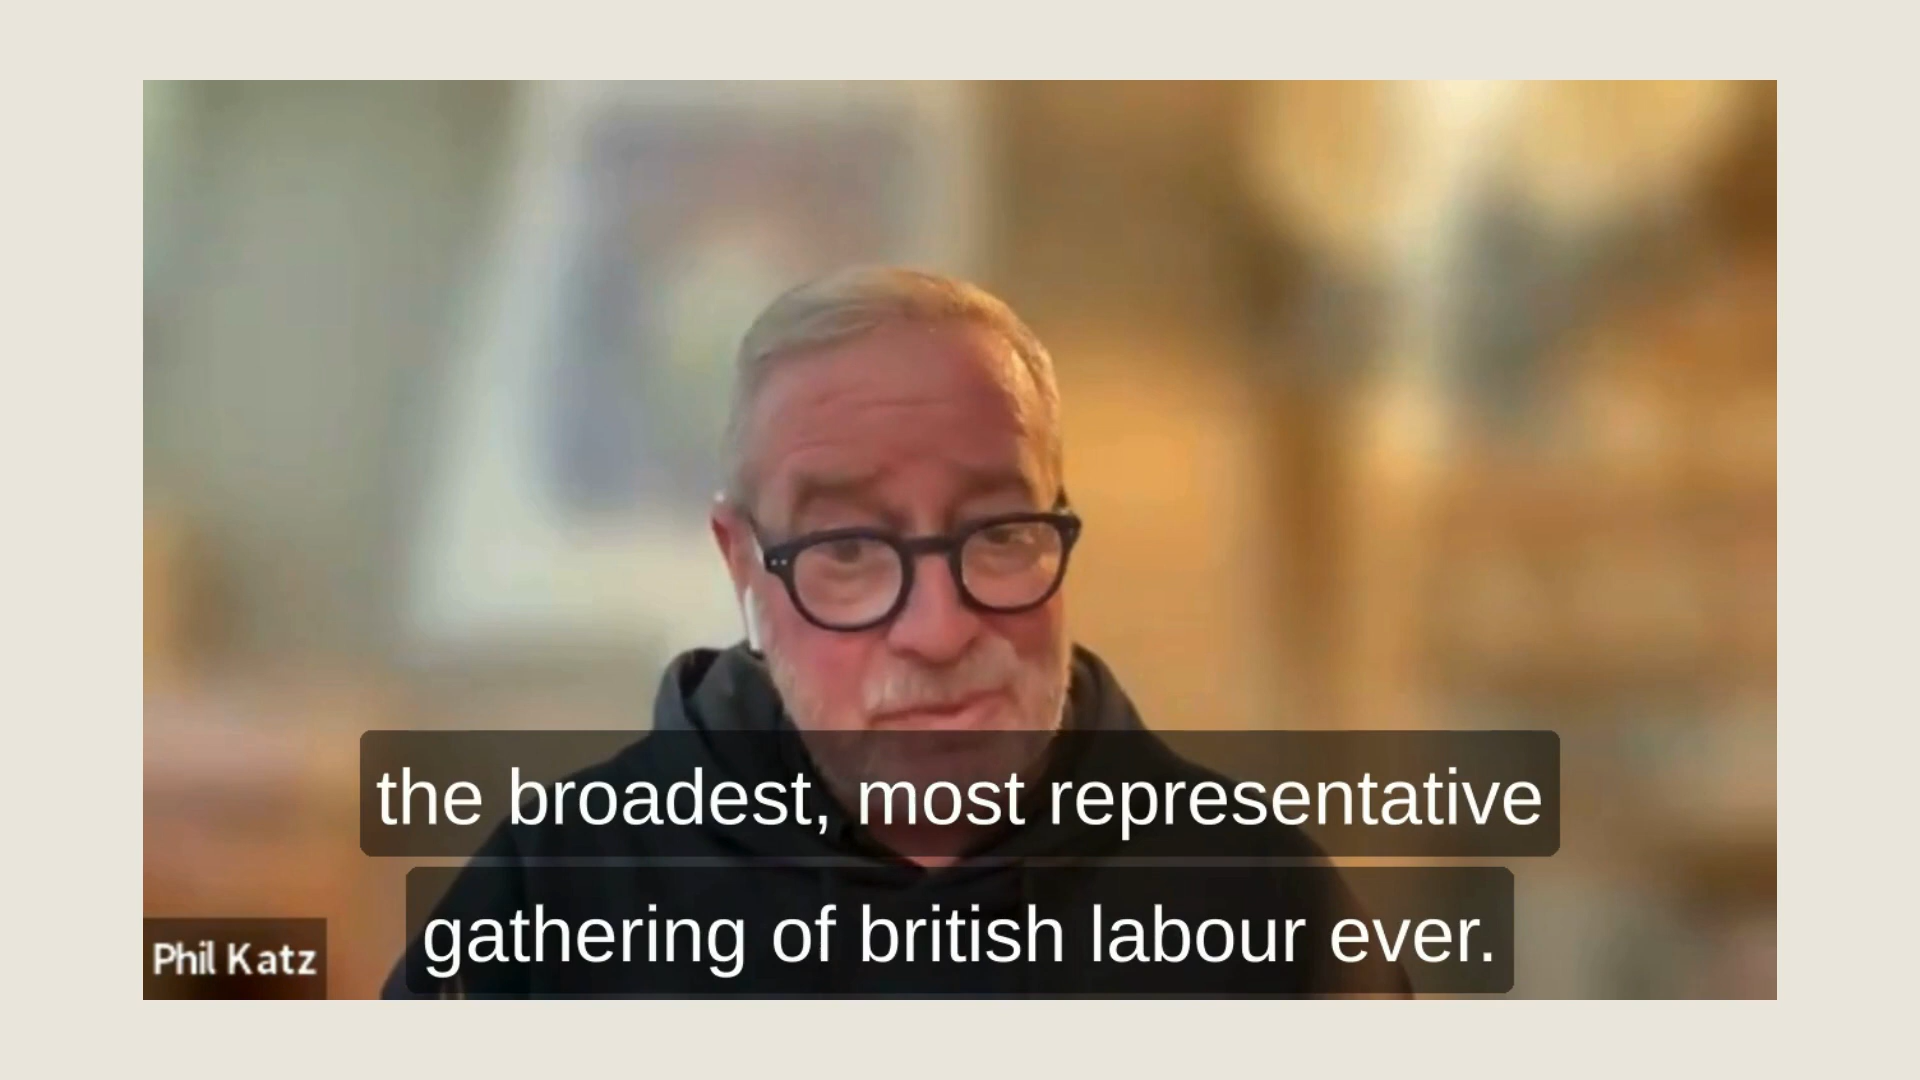 the broadest, most representative
gathering of british labour ever.
Phil Katz